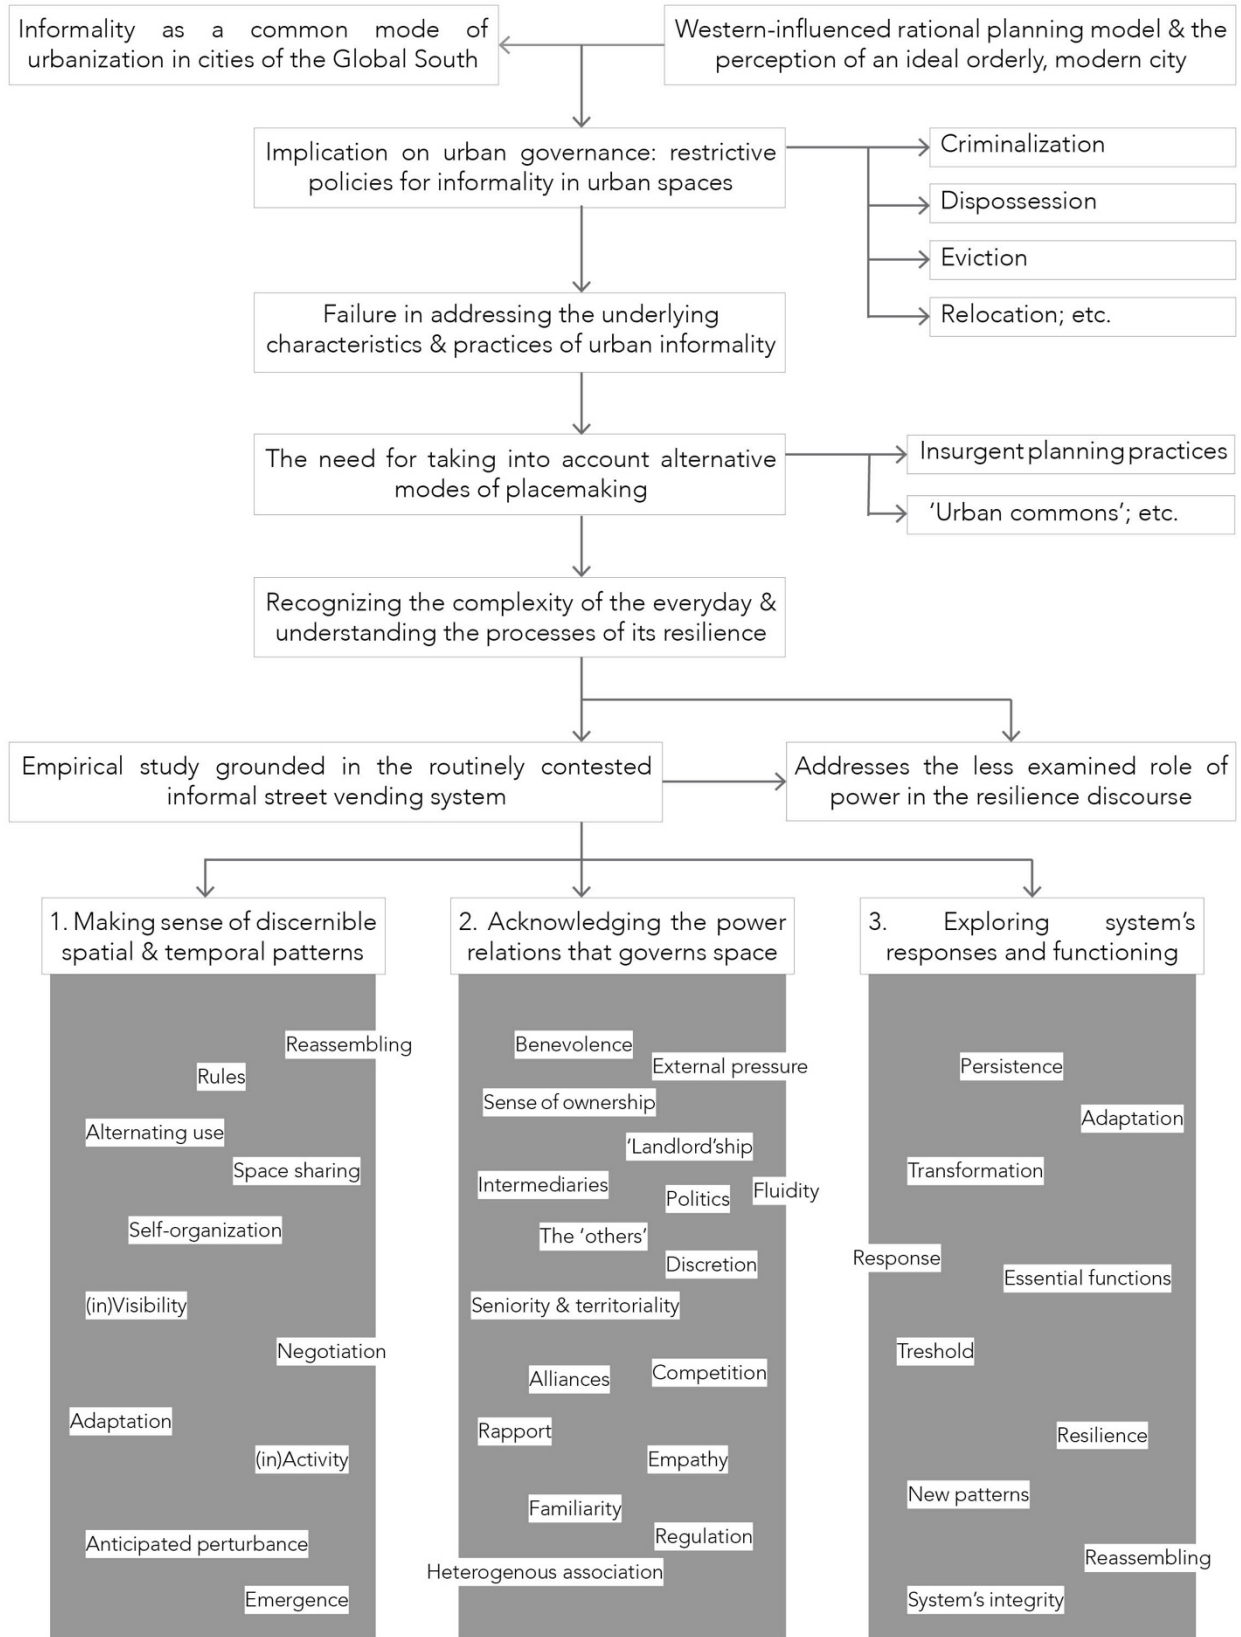 Informality as a common mode of
urbanization in cities of the Global South
Western-influenced rational planning model & the
perception of an ideal orderly, modern city
Implication on urban governance: restrictive
policies for informality in urban spaces
Criminalization
Dispossession
Eviction
Relocation; etc.
Failure in addressing the underlying
characteristics & practices of urban informality
The need for taking into account alternative
modes of placemaking
Insurgent planning practices
‘Urban commons’; etc.
Recognizing the complexity of the everyday &
understanding the processes of its resilience
Empirical study grounded in the routinely contested
informal street vending system
Addresses the less examined role of
power in the resilience discourse
1. Making sense of discernible
spatial & temporal patterns
Reassembling
Rules
Alternating use
Space sharing
Self-organization
(in)Visibility
Negotiation
Adaptation
(in)Activity
Anticipated perturbance
Emergence
2. Acknowledging the power
relations that governs space
Benevolence
External pressure
Sense of ownership
‘Landlord’ship
Intermediaries
Fluidity
Politics
The ‘others’
Discretion
Seniority & territoriality
Competition
Alliances
Rapport
Empathy
Familiarity
Regulation
Heterogenous association
3. Exploring system’s
responses and functioning
Persistence
Adaptation
Transformation
Response
Essential functions
Treshold
Resilience
New patterns
Reassembling
System’s integrity